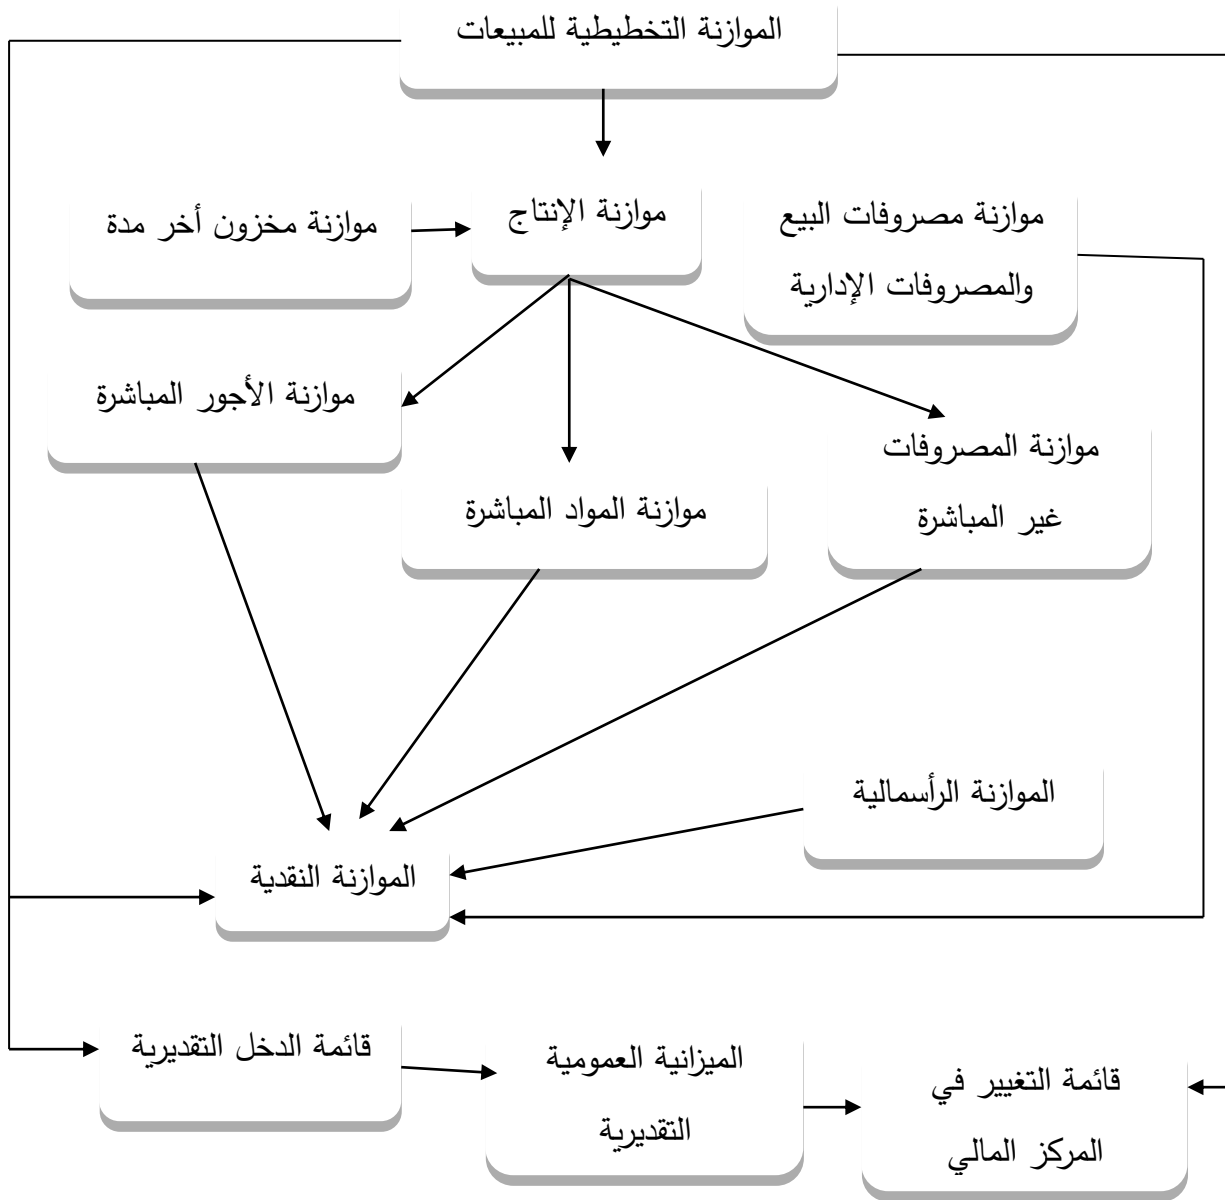 الموازنة التخطيطية للمبيعات
موازنة مصروفات البيع
والمصروفات الإدارية
موازنة الإنتاج
موازنة مخزون أخر مدة
موازنة الأجور المباشرة
موازنة المصروفات
غير المباشرة
موازنة المواد المباشرة
الموازنة الرأسمالية
الموازنة النقدية
قائمة الدخل التقديرية
الميزانية العمومية
التقديرية
قائمة التغيير في
المركز المالي